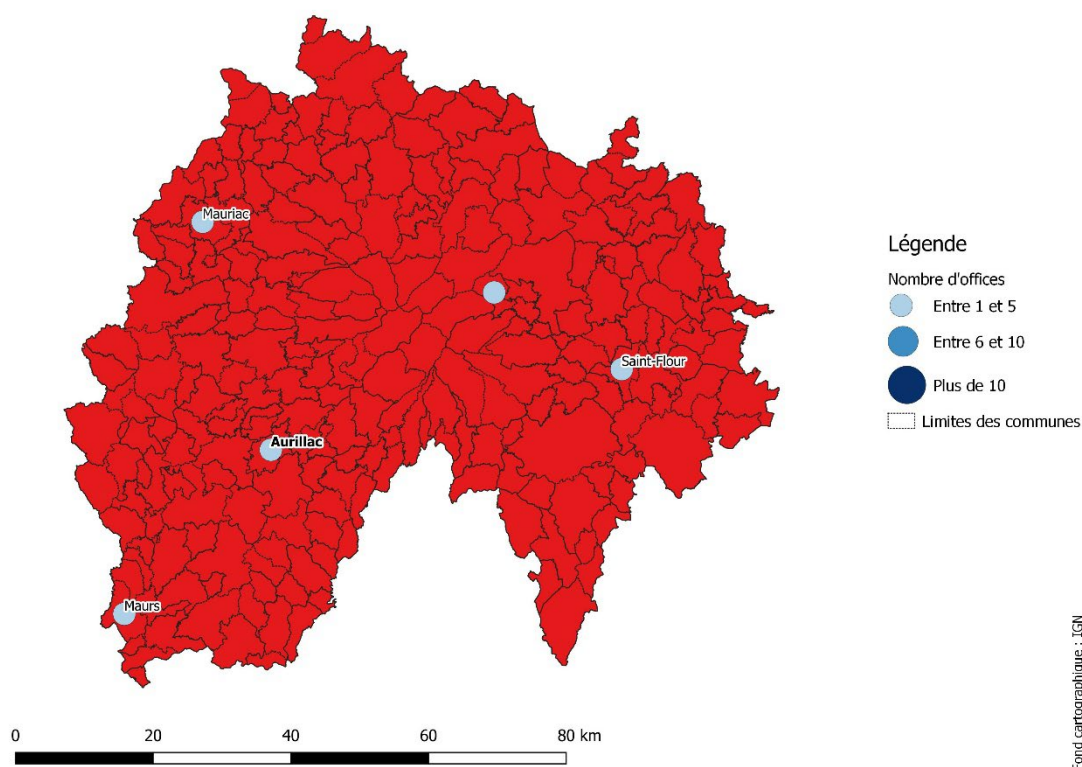 Mauriac
Saint-Flour
Aurillac
Maurs
Légende
Nombre d'offices
Entre 1 et 5
Entre 6 et 10
Plus de 10
Limites des communes
0 20 40 60 80 km
Fond cartographique : IGN